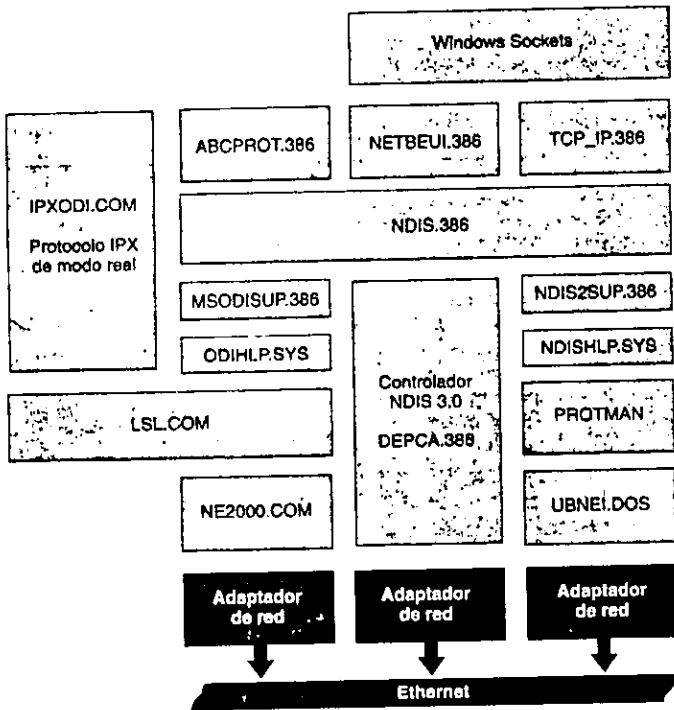 Windows Sockets
ABCPROT.386
NETBEUI.386
TCP_IP.386
IPXODI.COM
Protocolo IPX
de modo real
NDIS.386
MSODISUP.386
NDIS2SUP.386
ODIHLP.SYS
NDISHLP.SYS
Controlador
NDIS 3.0
DEPCA.386
LSL.COM
PROTMAN
NE2000.COM
UBNEI.DOS
Adaptador
de red
Adaptador
de red
Adaptador
de red
Ethernet